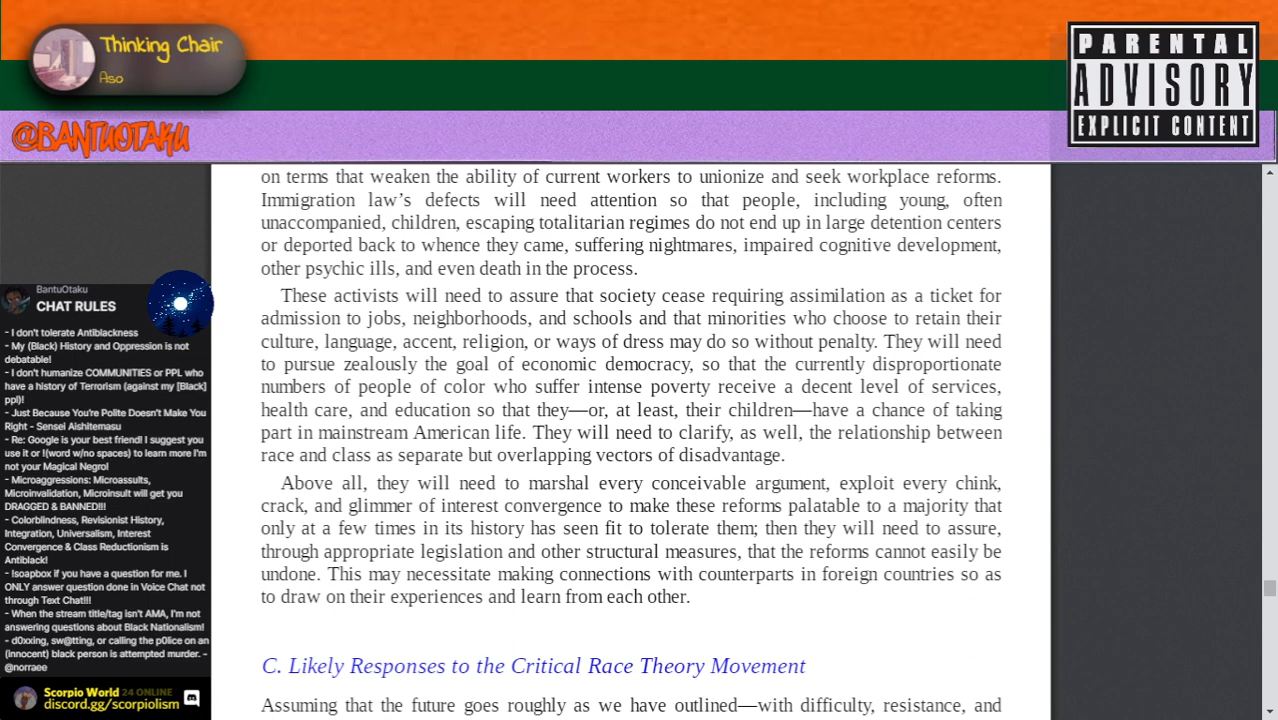 Thinking Chair
Aso
PARENTAL
ADVISORY
EXPLICIT CONTENT
@BANTUOTAKU
on terms that weaken the ability of current workers to unionize and seek workplace reforms.
Immigration law's defects will need attention so that people, including young, often
unaccompanied, children, escaping totalitarian regimes do not end up in large detention centers
or deported back to whence they came, suffering nightmares, impaired cognitive development,
other psychic ills, and even death in the process.
These activists will need to assure that society cease requiring assimilation as a ticket for
admission to jobs, neighborhoods, and schools and that minorities who choose to retain their
culture, language, accent, religion, or ways of dress may do so without penalty. They will need
to pursue zealously the goal of economic democracy, so that the currently disproportionate
numbers of people of color who suffer intense poverty receive a decent level of services,
health care, and education so that they—or, at least, their children—have a chance of taking
part in mainstream American life. They will need to clarify, as well, the relationship between
race and class as separate but overlapping vectors of disadvantage.
Above all, they will need to marshal every conceivable argument, exploit every chink,
crack, and glimmer of interest convergence to make these reforms palatable to a majority that
only at a few times in its history has seen fit to tolerate them; then they will need to assure,
through appropriate legislation and other structural measures, that the reforms cannot easily be
undone. This may necessitate making connections with counterparts in foreign countries so as
to draw on their experiences and learn from each other.
C. Likely Responses to the Critical Race Theory Movement
Assuming that the future goes roughly as we have outlined—with difficulty, resistance, and
BantuOtaku
CHAT RULES
- I don't tolerate Antiblackness
- My (Black) History and Oppression is not
debatable!
- I don't humanize COMMUNITIES or PPL who
have a history of Terrorism (against my [Black]
ppl)!
- Just Because You're Polite Doesn't Make You
Right - Sensei Aishitemasu
- Re: Google is your best friend! I suggest you
use it or !(word w/no spaces) to learn more I'm
not your Magical Negro!
- Microaggressions: Microassults,
Microinvalidation, Microinsult will get you
DRAGGED & BANNED!!!
- Colorblindness, Revisionist History,
Integration, Universalism, Interest
Convergence & Class Reductionism is
Antiblack!
- !soapbox if you have a question for me. I
ONLY answer question done in Voice Chat not
through Text Chat!!!
- When the stream title/tag isn't AMA, I'm not
answering questions about Black Nationalism!
- d0xxing, sw@tting, or calling the p0lice on an
(innocent) black person is attempted murder. -
@norraee
Scorpio World 24 ONLINE
discord.gg/scorpiolism